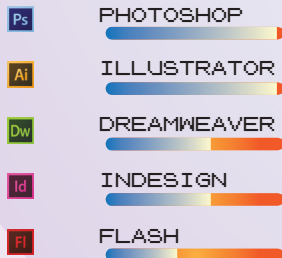 Ps PHOTOSHOP
Ai ILLUSTRATOR
Dw DREAMWEAVER
Id INDESIGN
Fl FLASH